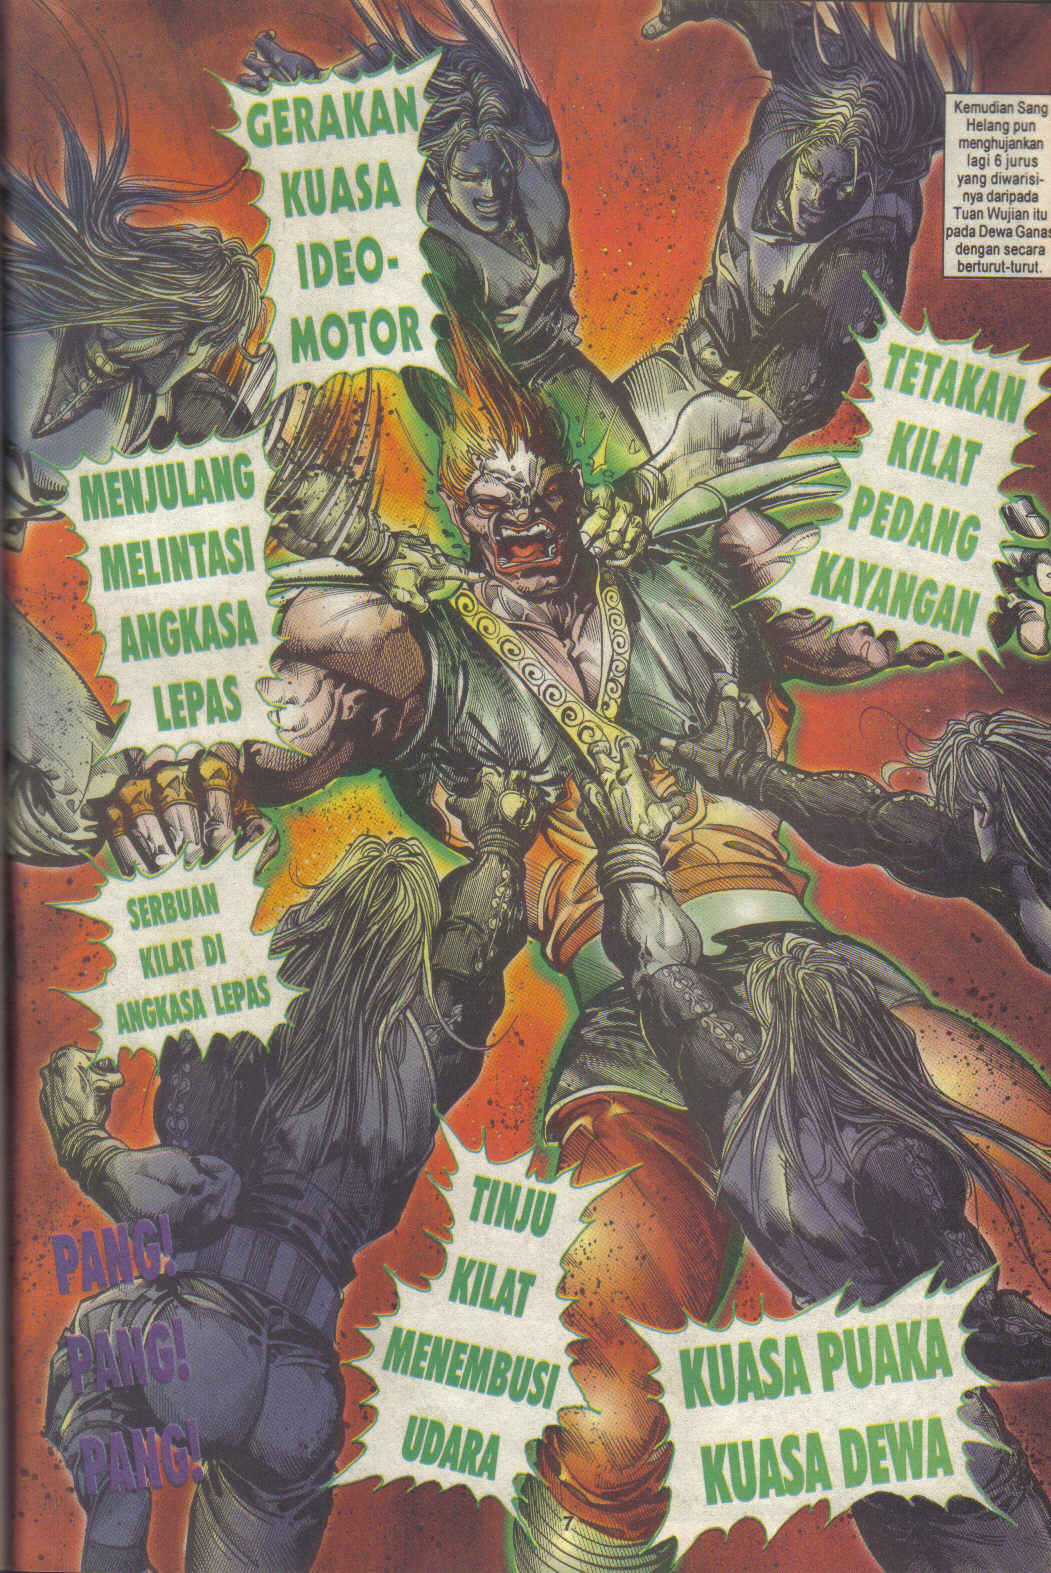 GERAKAN
KUASA
IDEO-
MOTOR
Kemudian Sang
Helang pun
menghujankan
lagi 6 jurus
yang diwarisi-
nya daripada
Tuan Wujian itu
pada Dewa Ganas
dengan secara
berturut-turut.
TETAKAN
KILAT
PEDANG
KAYANGAN
MENJULANG
MELINTASI
ANGKASA
LEPAS
SERBUAN
KILAT DI
ANGKASA LEPAS
TINJU
KILAT
MENEMBUSI
UDARA
KUASA PUAKA
KUASA DEWA
PANG!
PANG!
PANG!
7